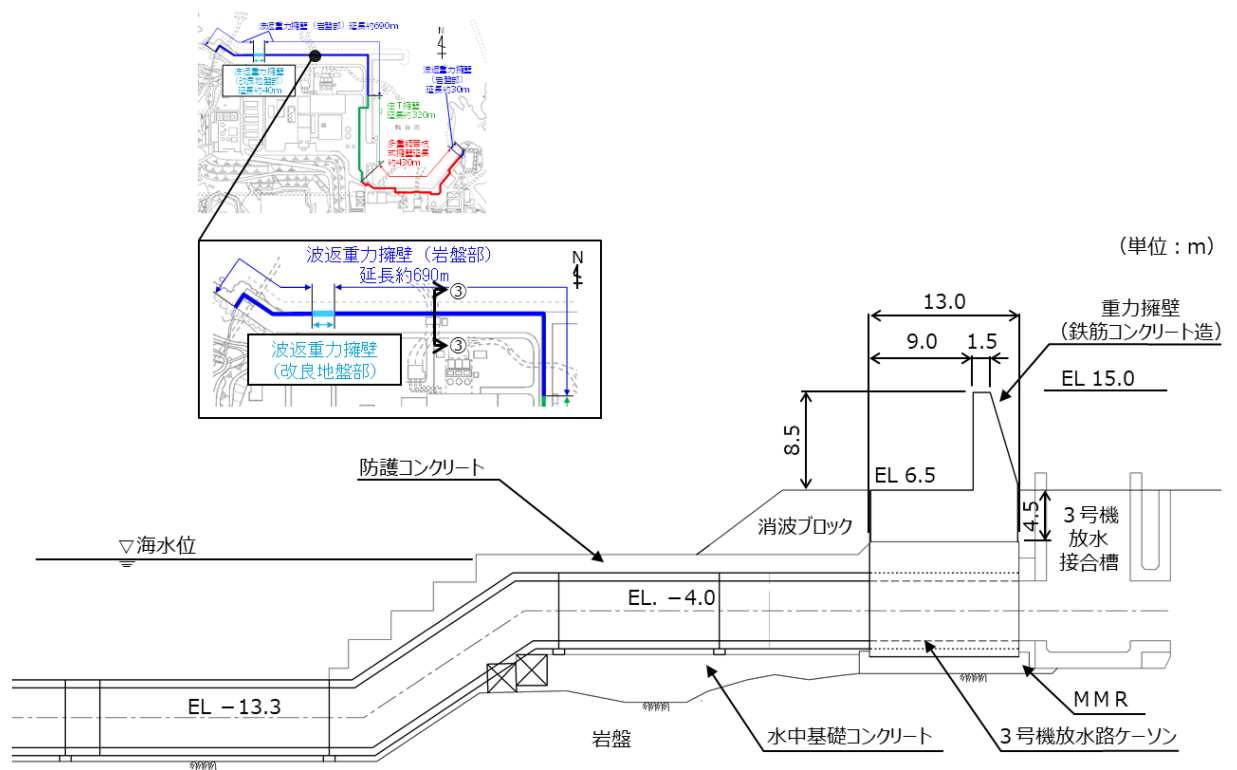 波返重力擁壁（岩盤部）延長約690m
N
波返重力擁壁
（改良地盤部）
延長約40m
波返重力擁壁
（岩盤部）
延長約30m
逆T擁壁
延長約320m
多重鋼管杭
式擁壁延長
約430m
波返重力擁壁（岩盤部）
延長約690m
N
③
③
波返重力擁壁
（改良地盤部）
（単位：m）
13.0
9.0
1.5
重力擁壁
（鉄筋コンクリート造）
EL 15.0
8.5
EL 6.5
4.5
防護コンクリート
消波ブロック
３号機
放水
接合槽
▽海水位
EL. －4.0
EL －13.3
岩盤
水中基礎コンクリート
３号機放水路ケーソン
ＭＭＲ